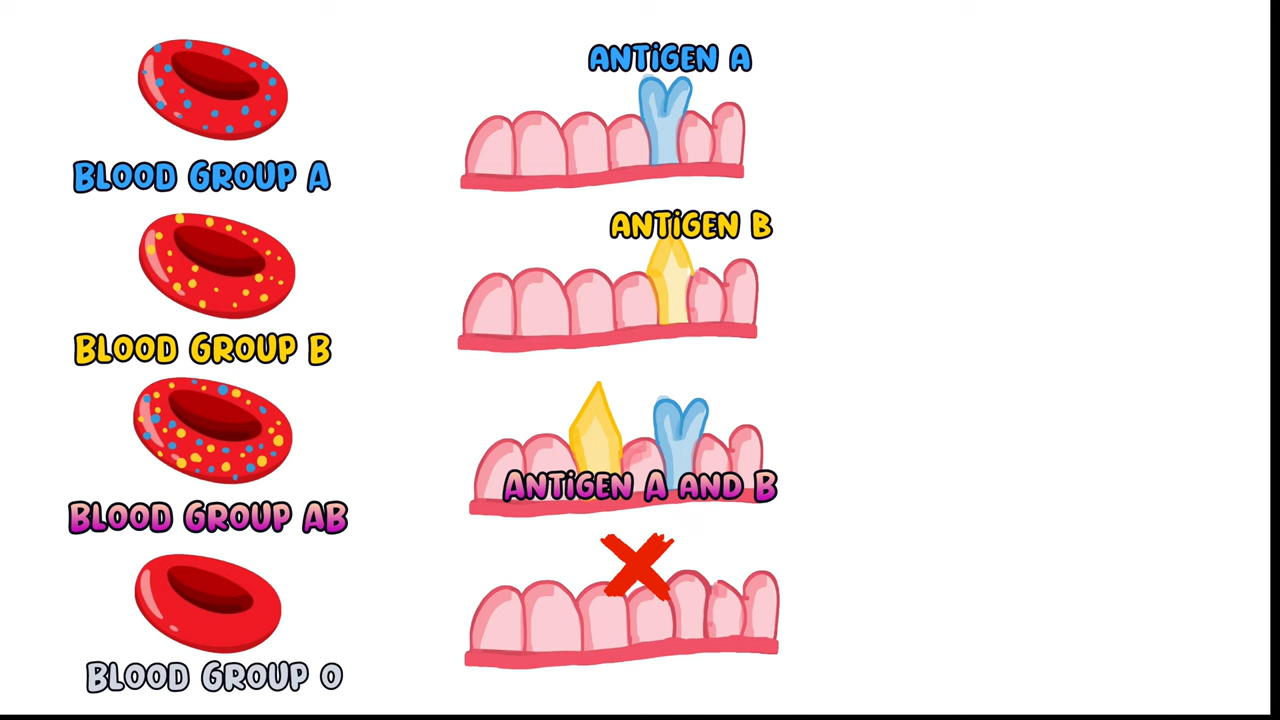 ANTiGEN A
BLOOD GROUP A
ANTiGEN B
BLOOD GROUP B
ANTiGEN A AND B
BLOOD GROUP AB
BLOOD GROUP O